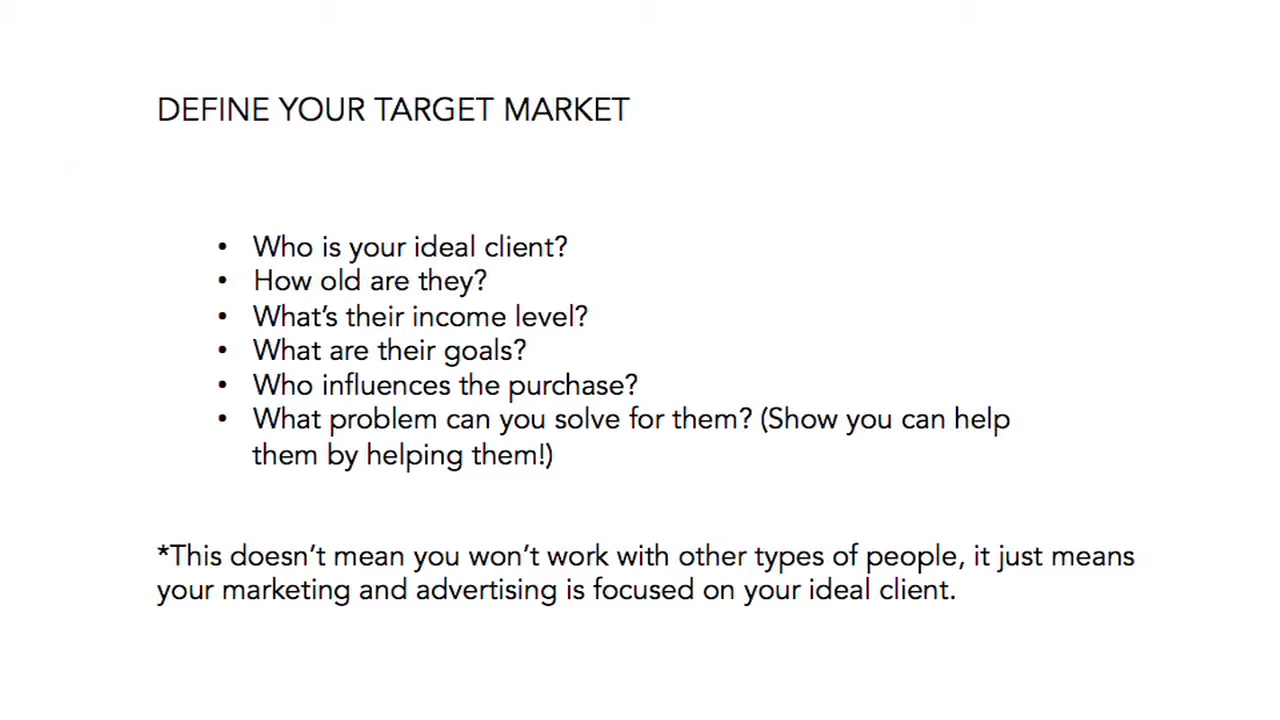 DEFINE YOUR TARGET MARKET
• Who is your ideal client?
• How old are they?
• What’s their income level?
• What are their goals?
• Who influences the purchase?
• What problem can you solve for them? (Show you can help
them by helping them!)
*This doesn’t mean you won’t work with other types of people, it just means
your marketing and advertising is focused on your ideal client.